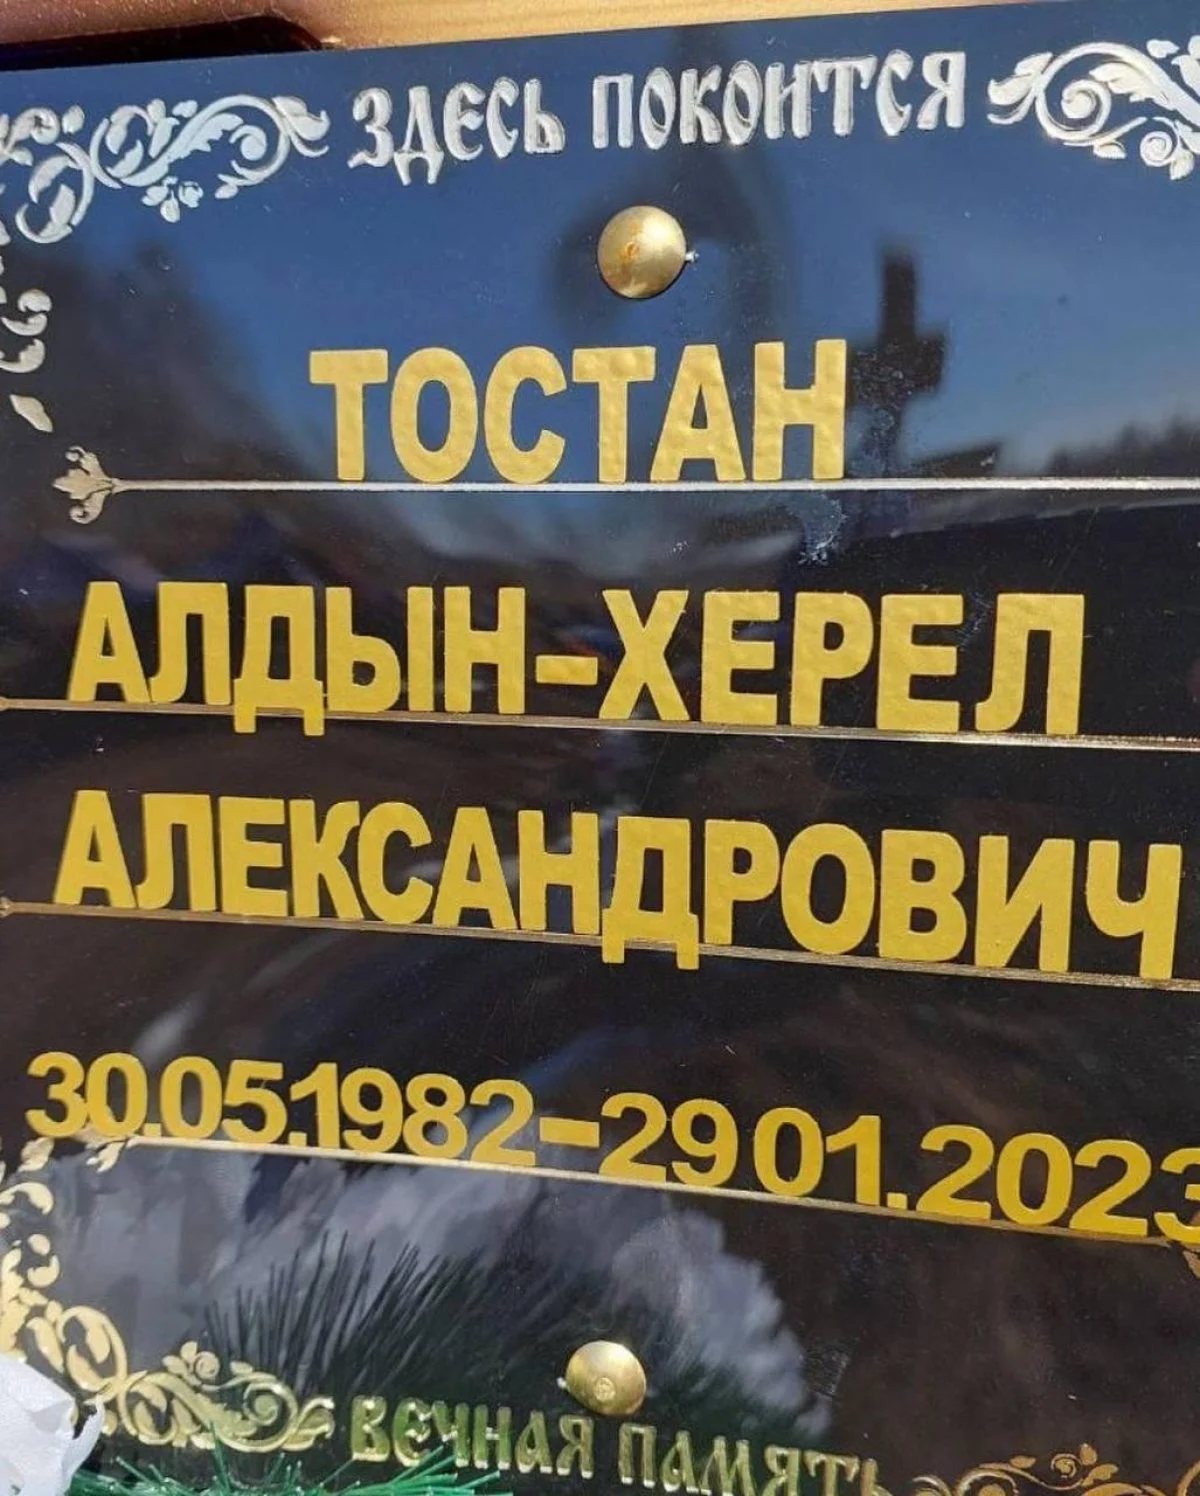 ЗДЕСЬ ПОКОИТСЯ
ТОСТАН
АЛДЫН-ХЕРЕЛ
АЛЕКСАНДРОВИЧ
30.05.1982-29 01.2023
ВЕЧНАЯ ПАМЯТЬ